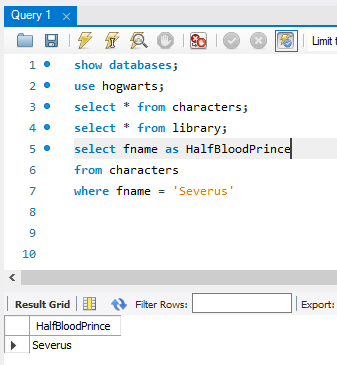 Query 1
Limit t
1 show databases;
2 use hogwarts;
3 select * from characters;
4 select * from library;
5 select fname as HalfBloodPrince
6 from characters
7 where fname = 'Severus'
8
9
10
Result Grid Filter Rows: Export:
HalfBloodPrince
Severus